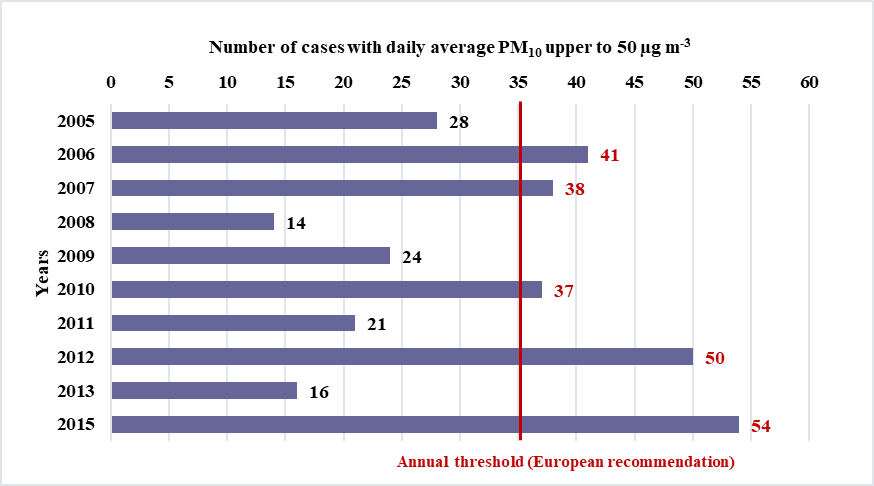 Number of cases with daily average PM₁₀ upper to 50 µg m⁻³
0 5 10 15 20 25 30 35 40 45 50 55 60
Years
2005 28
2006 41
2007 38
2008 14
2009 24
2010 37
2011 21
2012 50
2013 16
2015 54
Annual threshold (European recommendation)